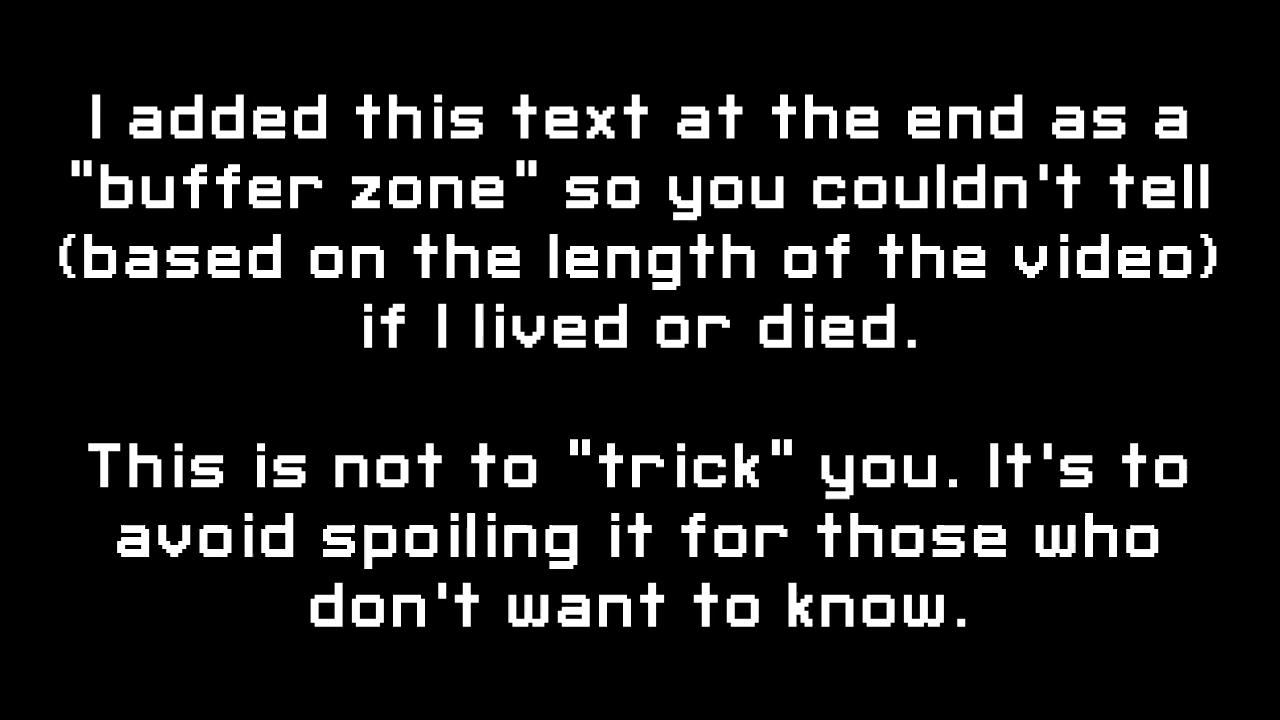 I added this text at the end as a
"buffer zone" so you couldn't tell
(based on the length of the video)
if I lived or died.
This is not to "trick" you. It's to
avoid spoiling it for those who
don't want to know.